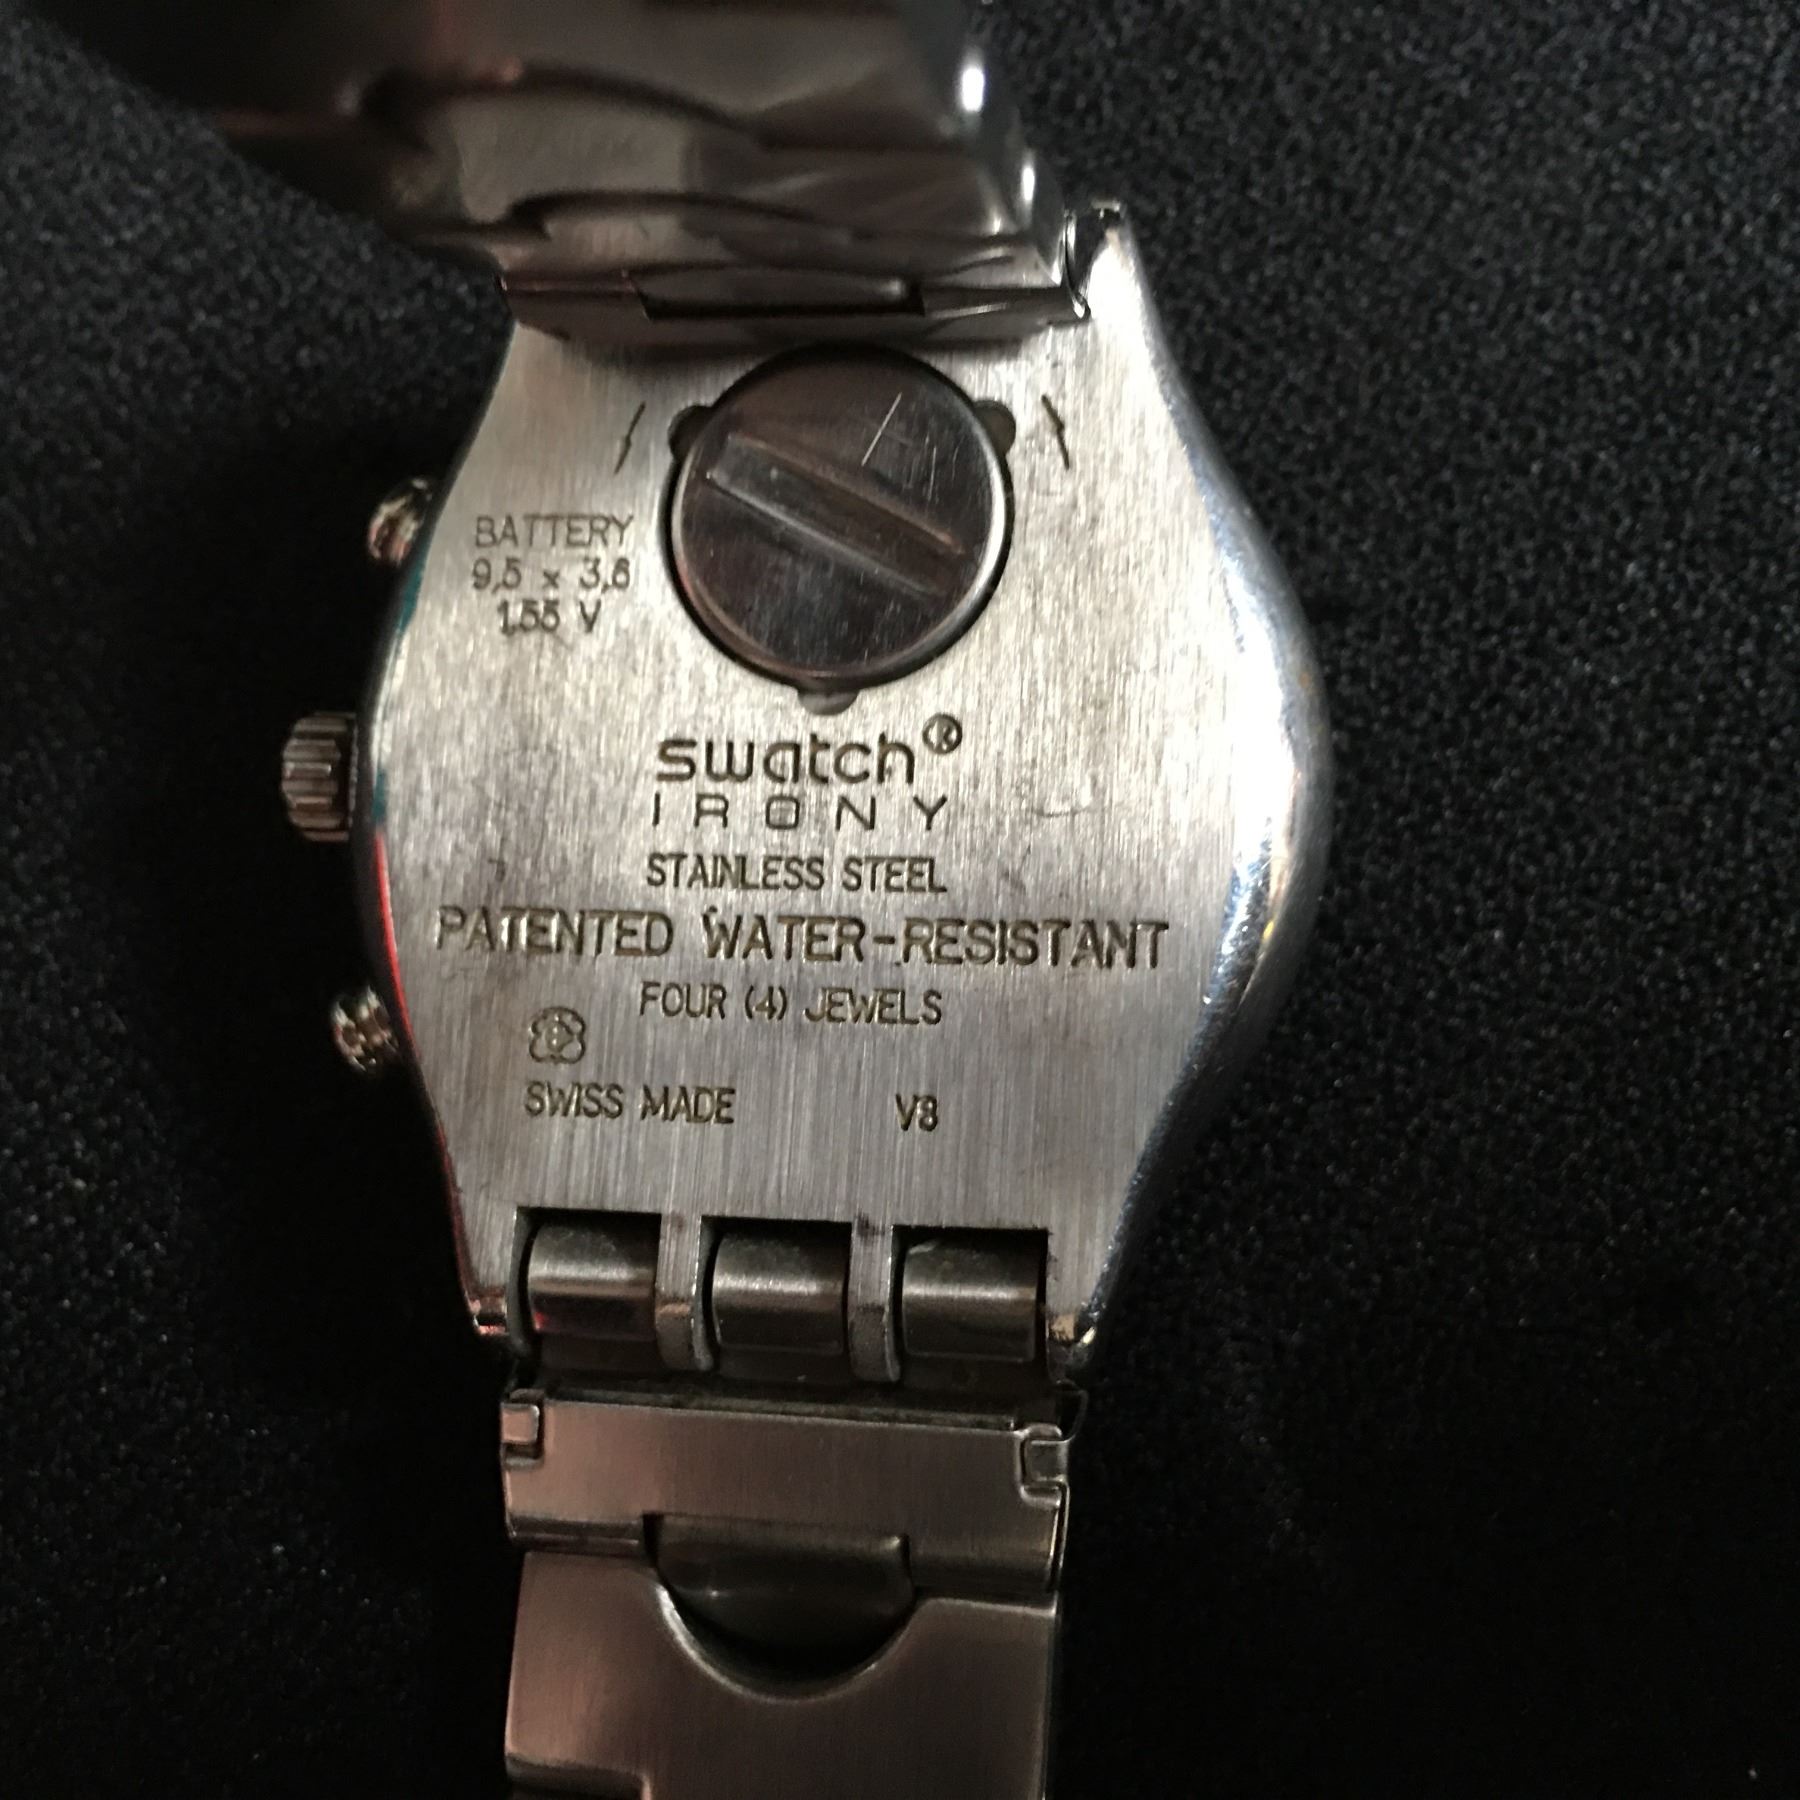 BATTERY
9,5 x 3,6
1.55 V
swatch®
IRONY
STAINLESS STEEL
PATENTED WATER-RESISTANT
FOUR (4) JEWELS
SWISS MADE V8